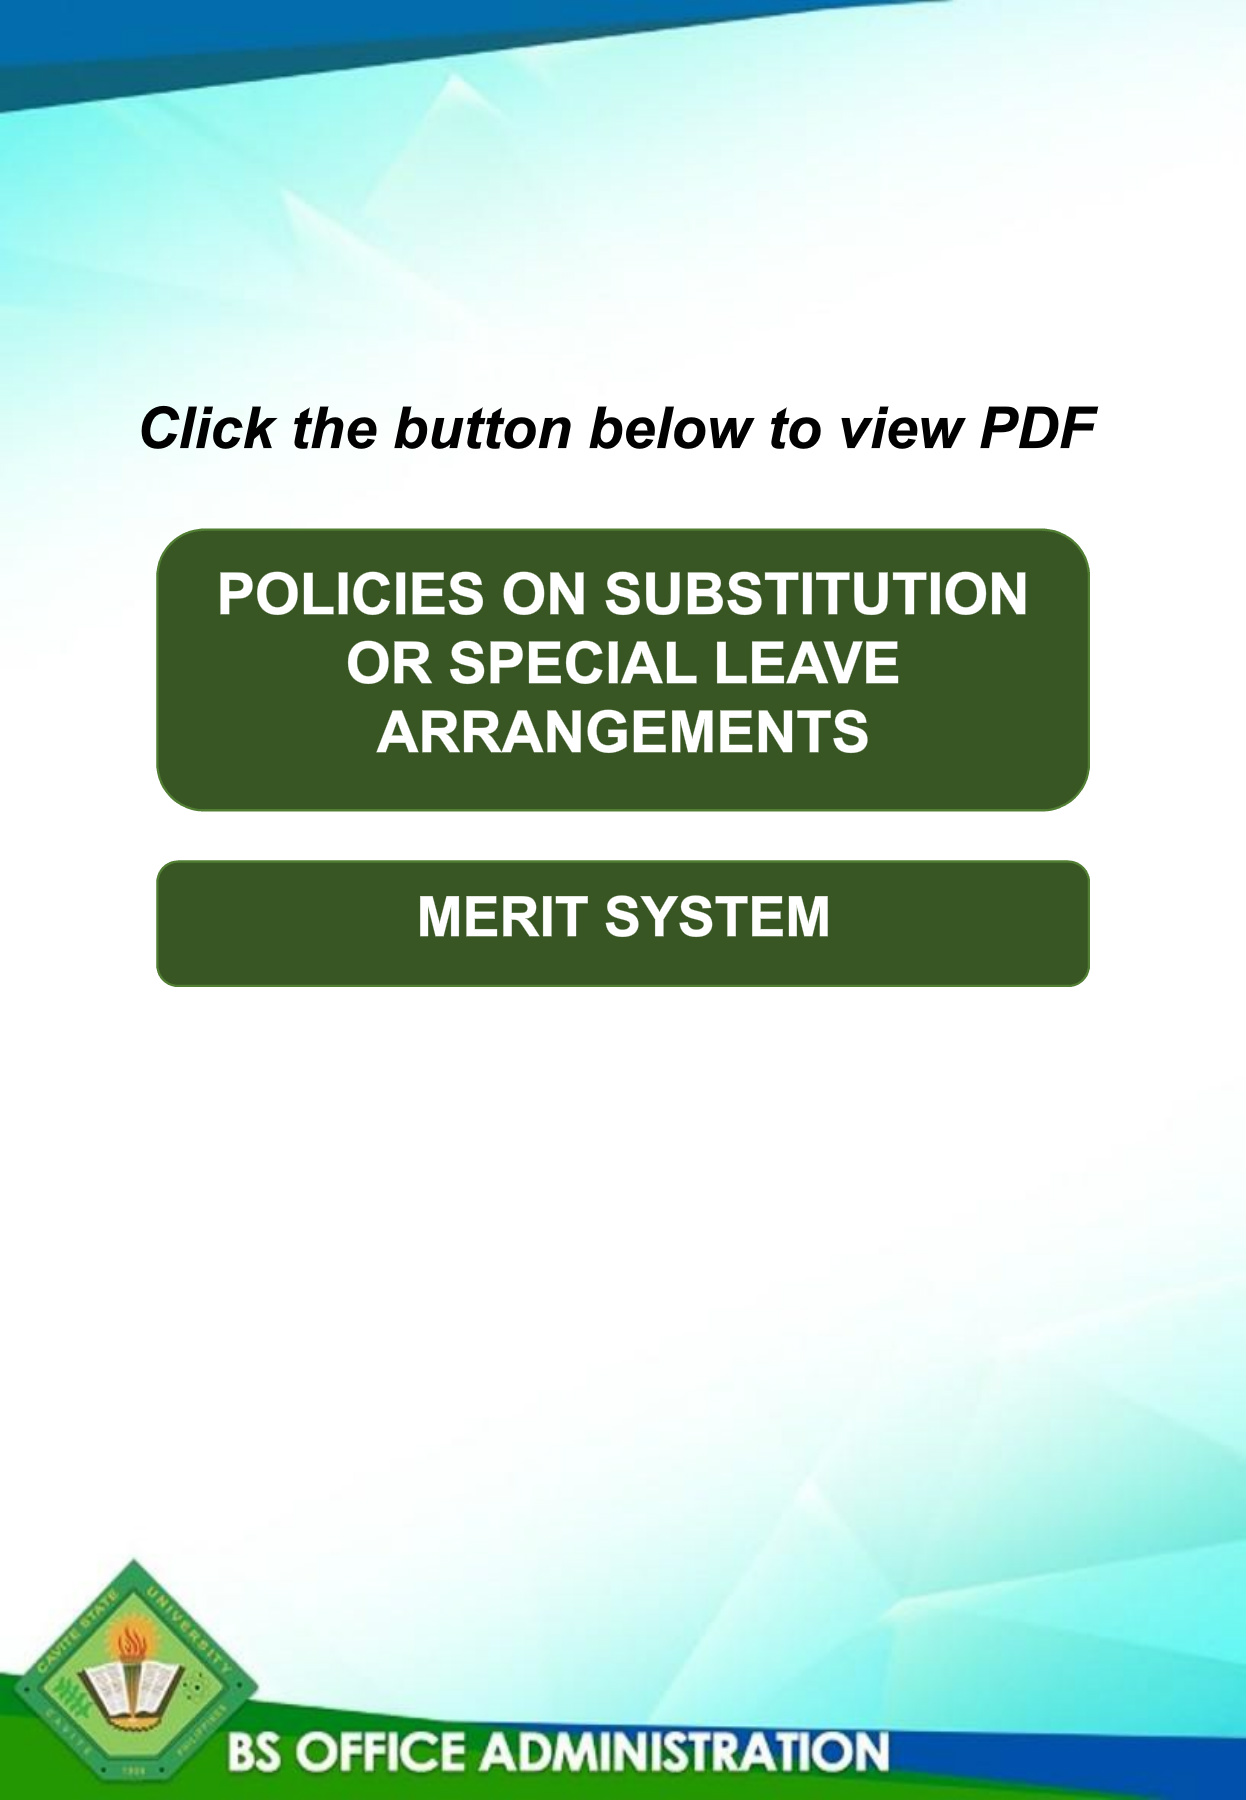 Click the button below to view PDF
POLICIES ON SUBSTITUTION
OR SPECIAL LEAVE
ARRANGEMENTS
MERIT SYSTEM
CAVITE STATE UNIVERSITY
CAVITE PHILIPPINES
1906
BS OFFICE ADMINISTRATION